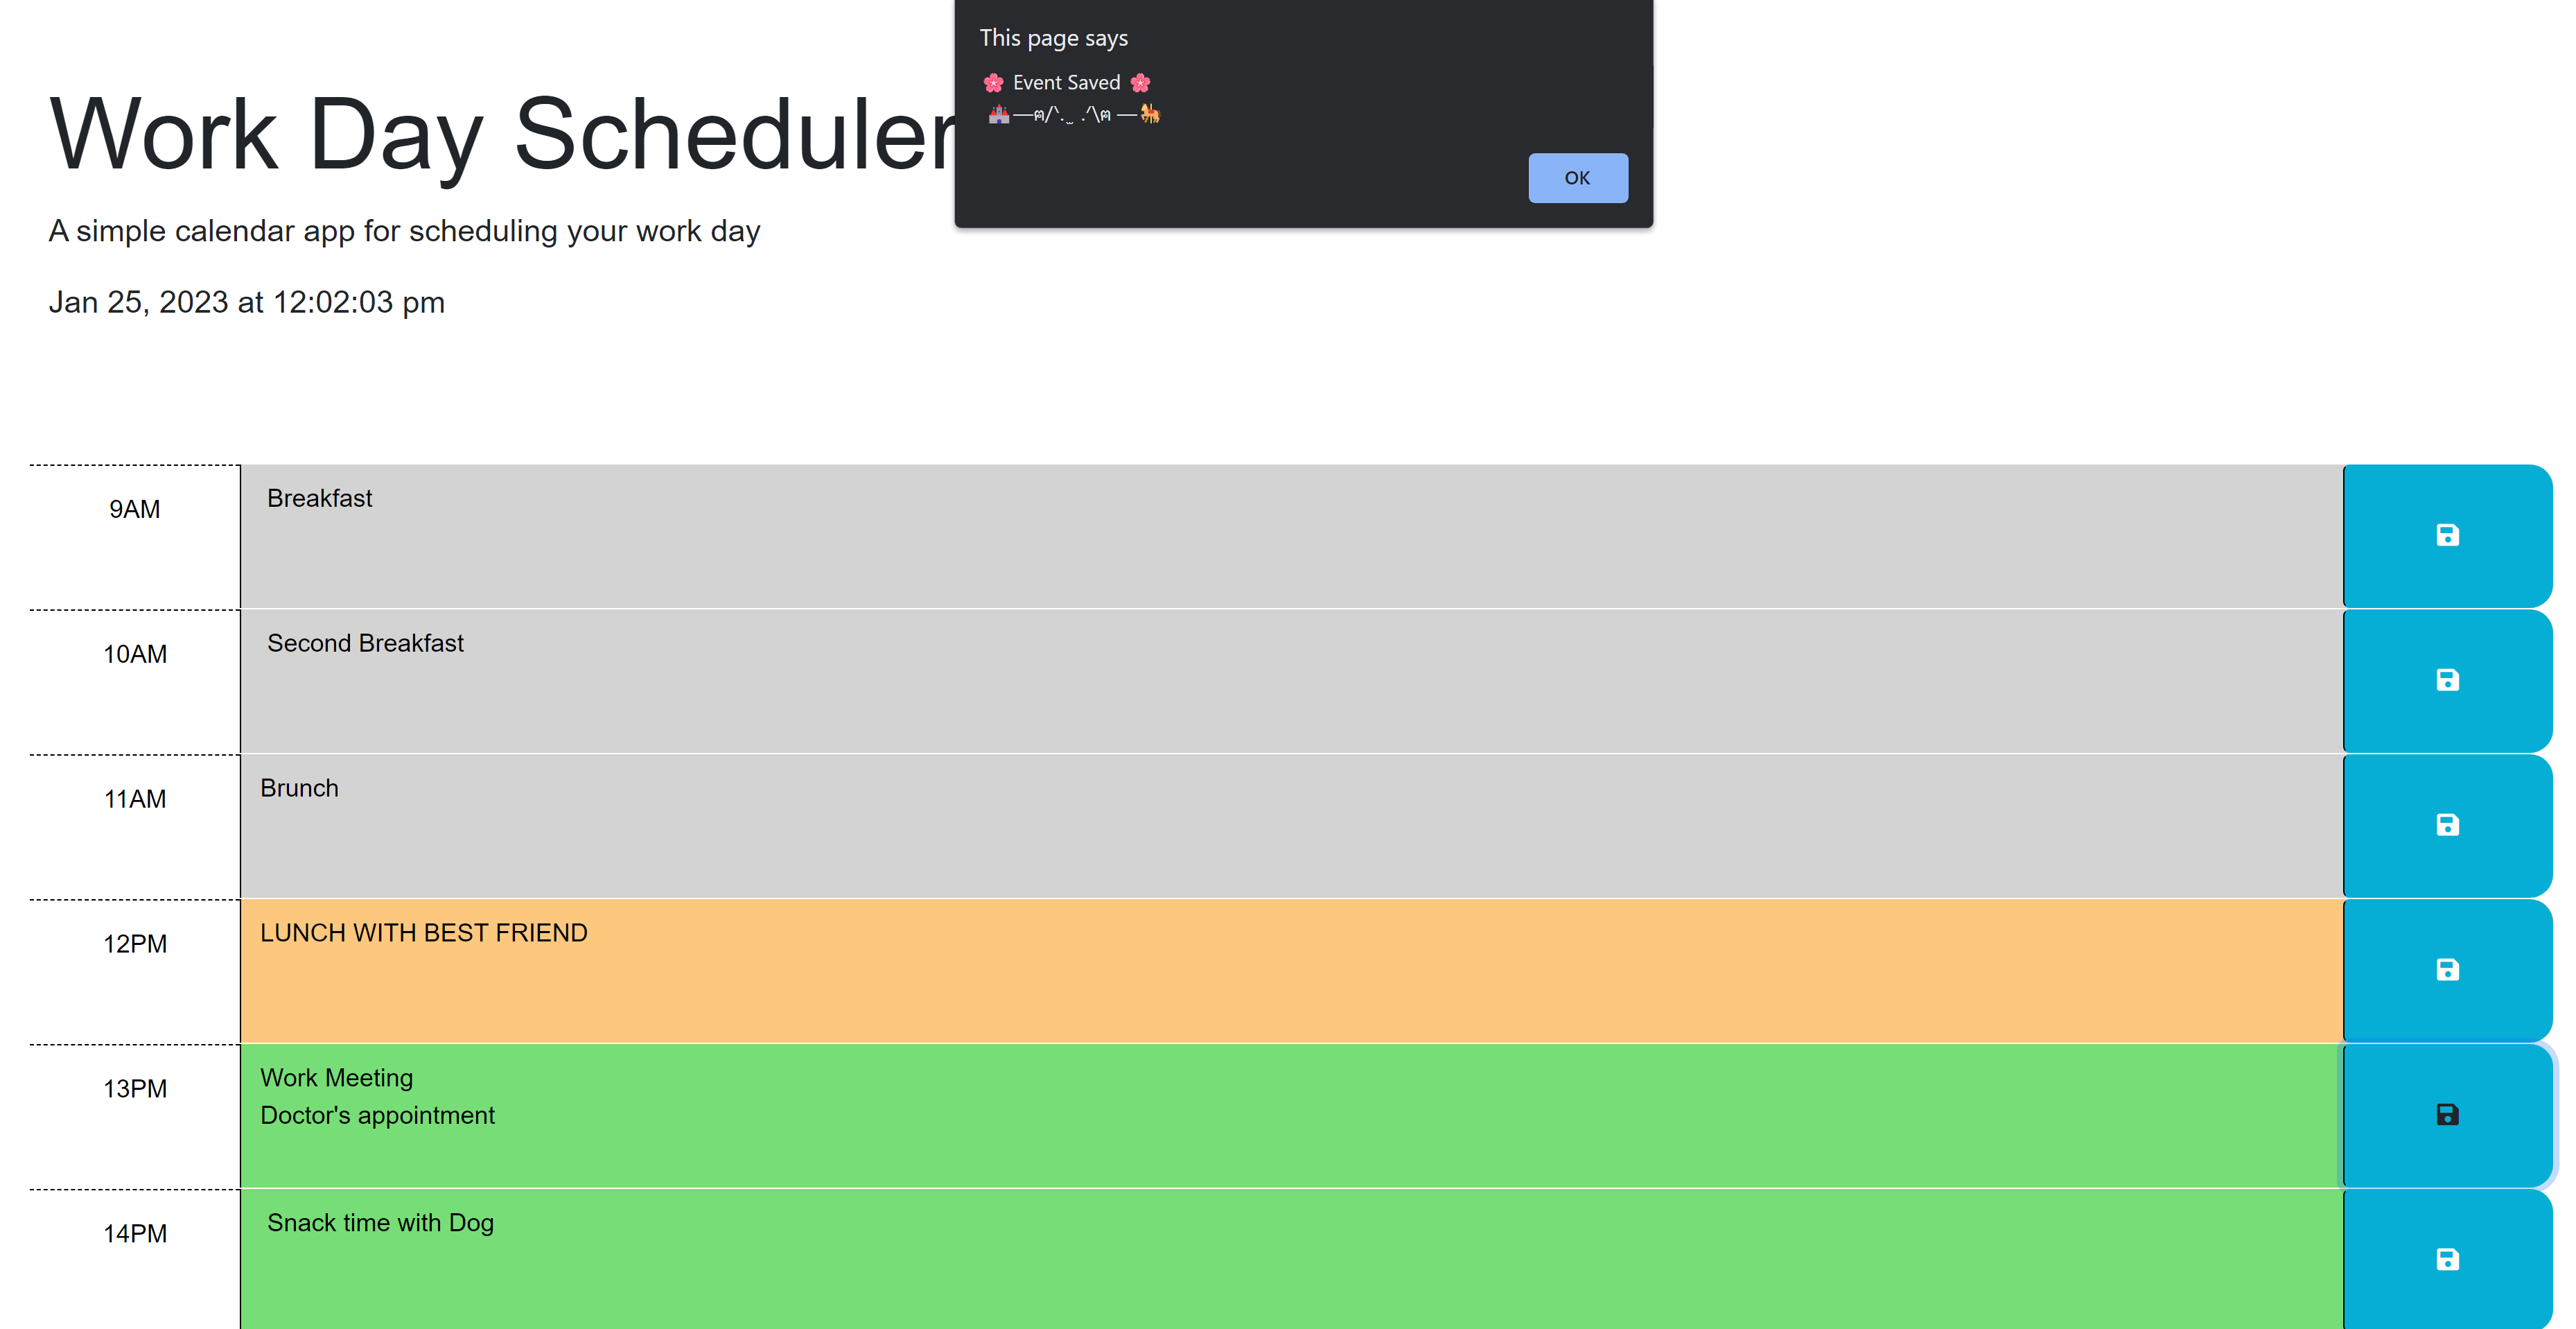 This page says
🌸 Event Saved 🌸
🏰—ฅ/ᐠ. ̫ .ᐟ\ฅ —🐕
OK
Work Day Scheduler
A simple calendar app for scheduling your work day
Jan 25, 2023 at 12:02:03 pm
9AM
Breakfast
10AM
Second Breakfast
11AM
Brunch
12PM
LUNCH WITH BEST FRIEND
13PM
Work Meeting
Doctor's appointment
14PM
Snack time with Dog